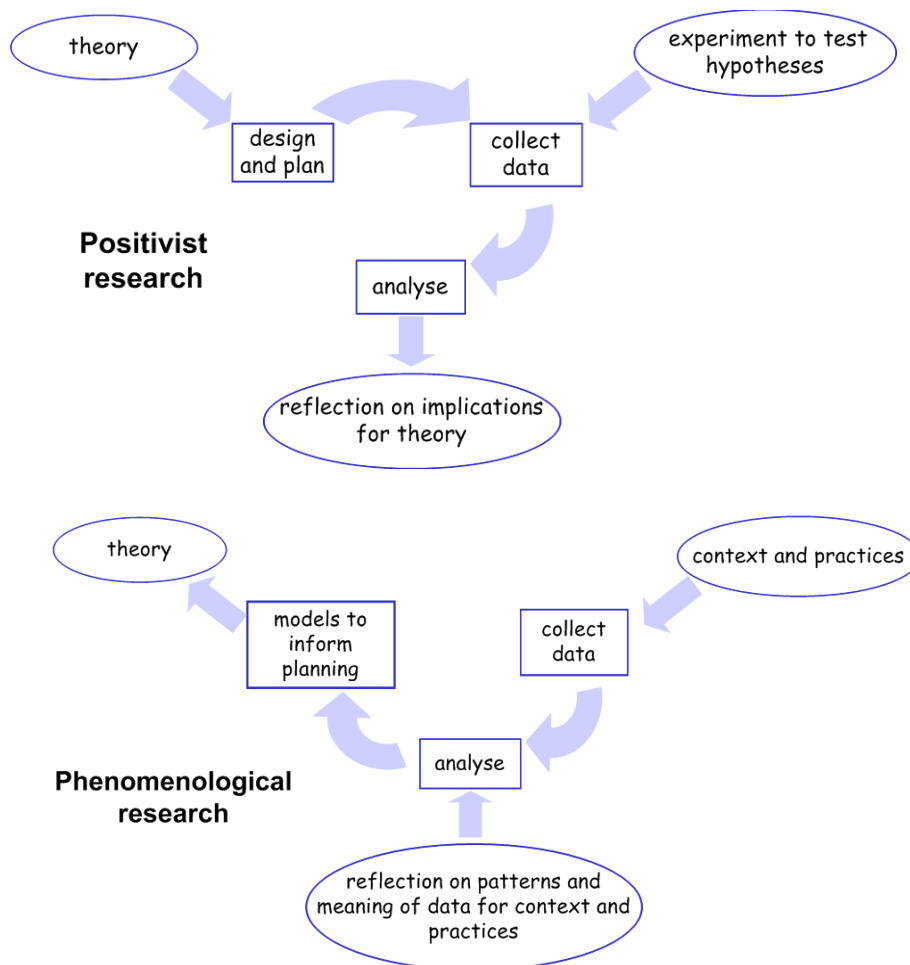 theory
experiment to test
hypotheses
design
and plan
collect
data
Positivist
research
analyse
reflection on implications
for theory
theory
context and practices
models to
inform
planning
collect
data
analyse
Phenomenological
research
reflection on patterns and
meaning of data for context and
practices